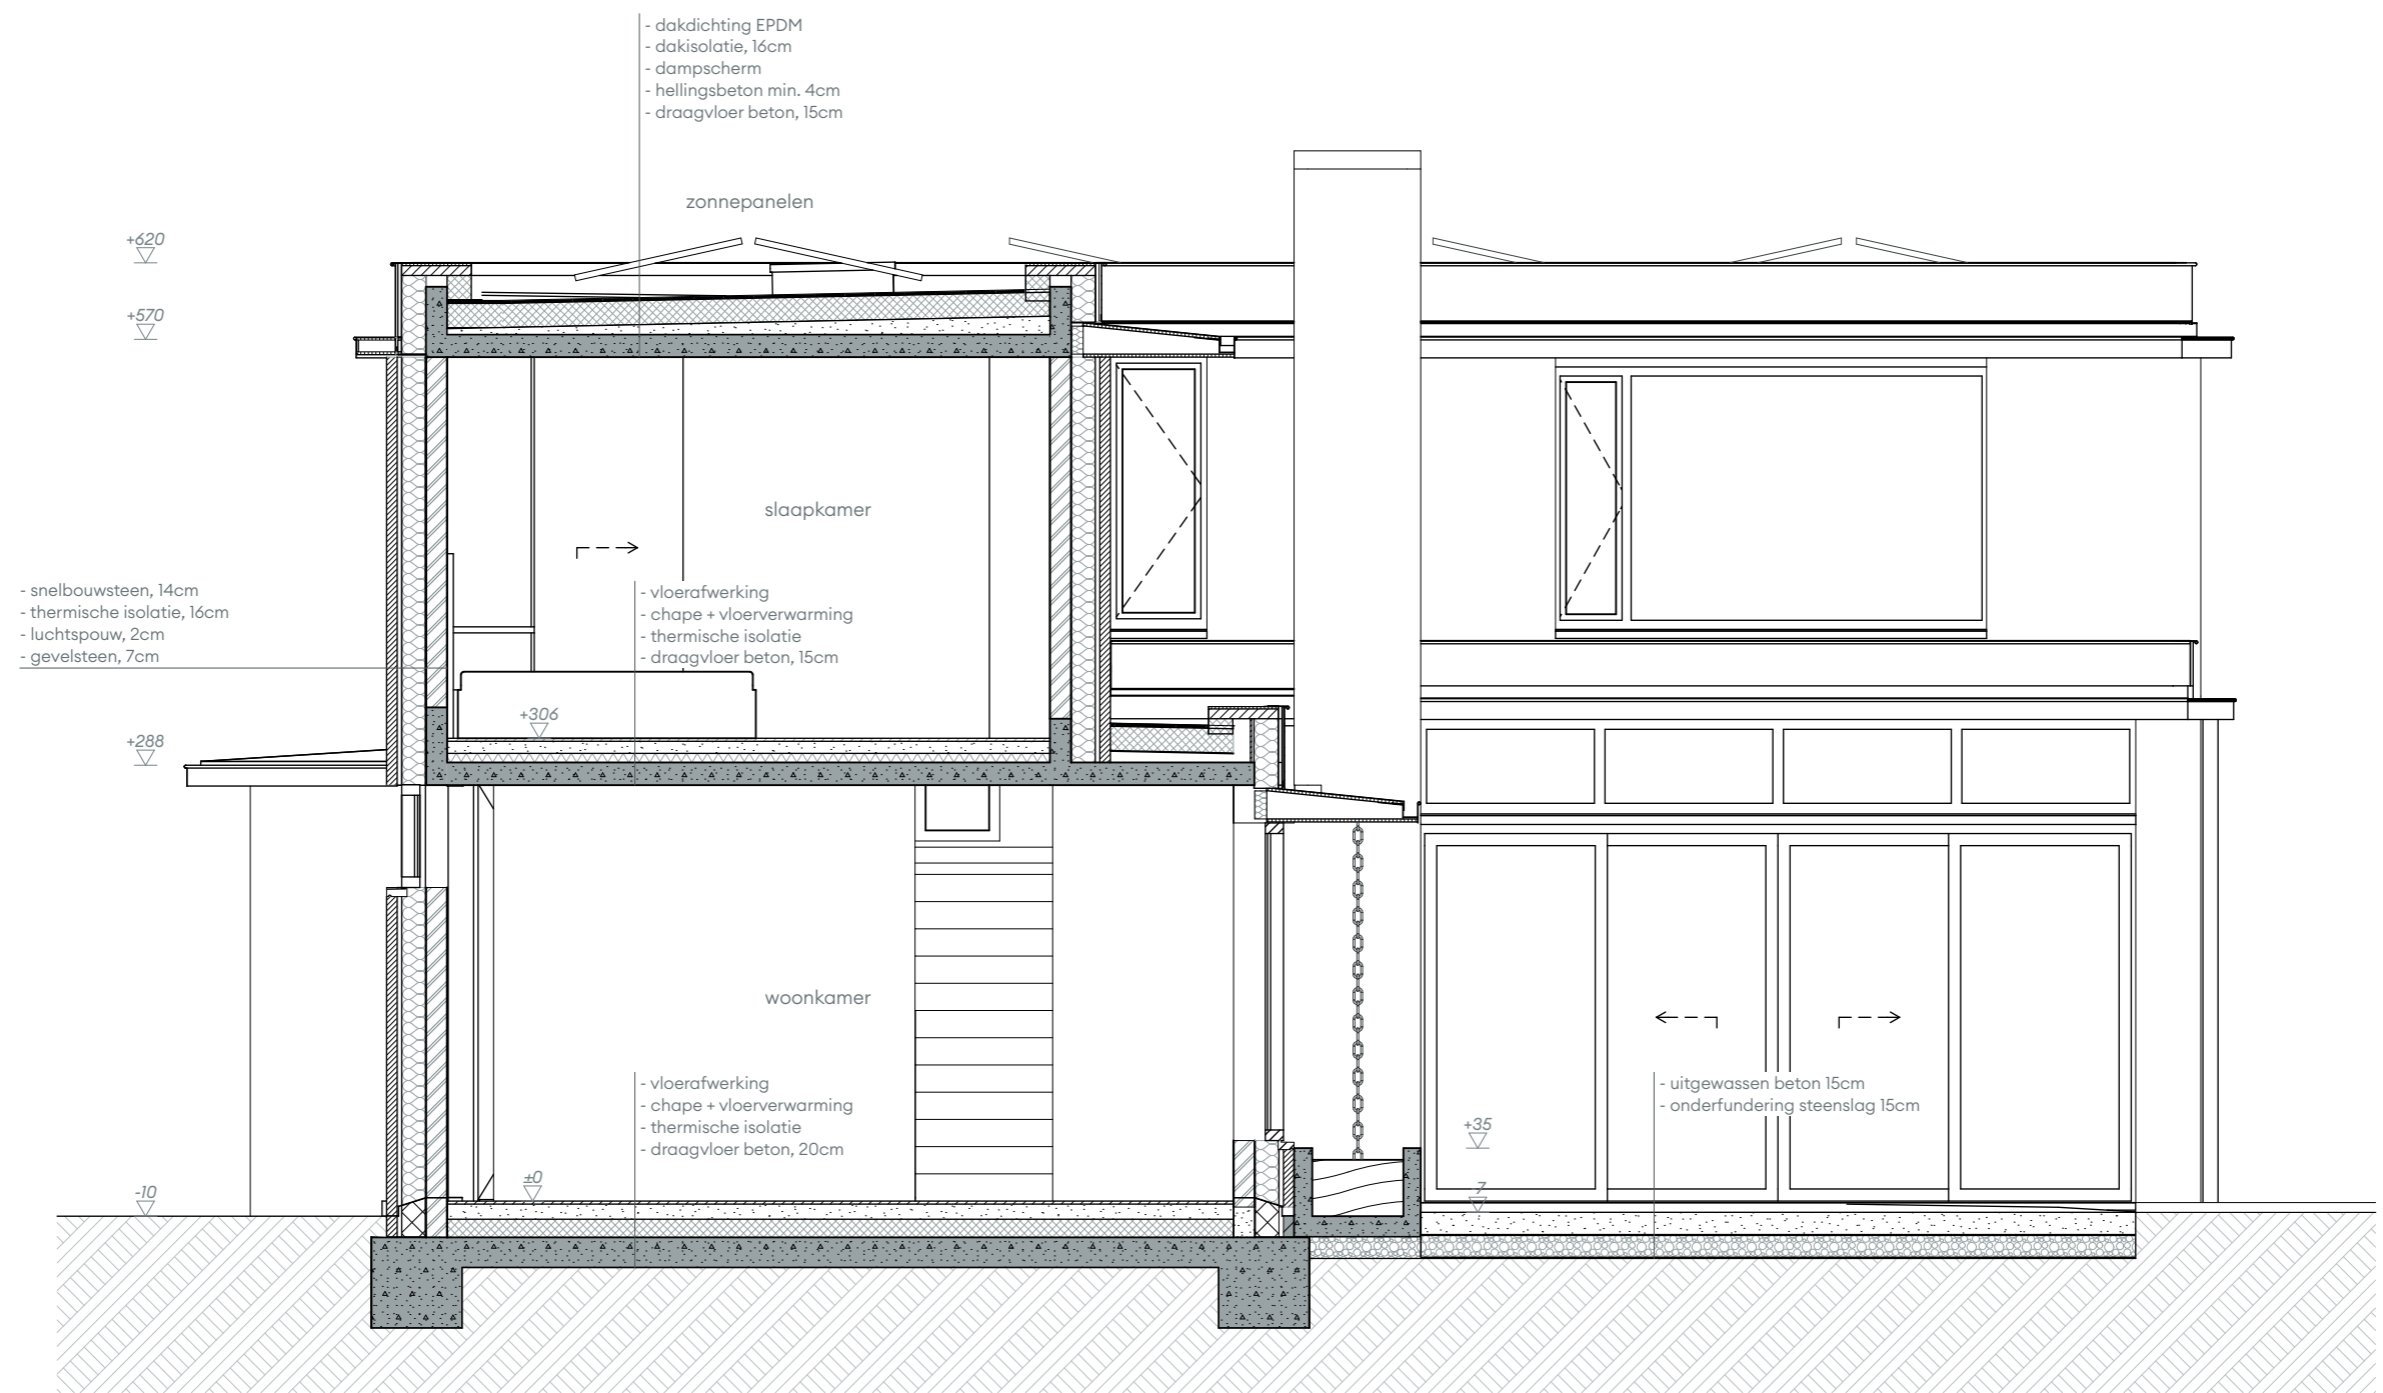 - dakdichting EPDM
- dakisolatie, 16cm
- dampscherm
- hellingsbeton min. 4cm
- draagvloer beton, 15cm
zonnepanelen
+620
+570
slaapkamer
- snelbouwsteen, 14cm
- thermische isolatie, 16cm
- luchtspouw, 2cm
- gevelsteen, 7cm
- vloerafwerking
- chape + vloerverwarming
- thermische isolatie
- draagvloer beton, 15cm
+306
+288
woonkamer
- vloerafwerking
- chape + vloerverwarming
- thermische isolatie
- draagvloer beton, 20cm
- uitgewassen beton 15cm
- onderfundering steenslag 15cm
+35
±0
-10
-7